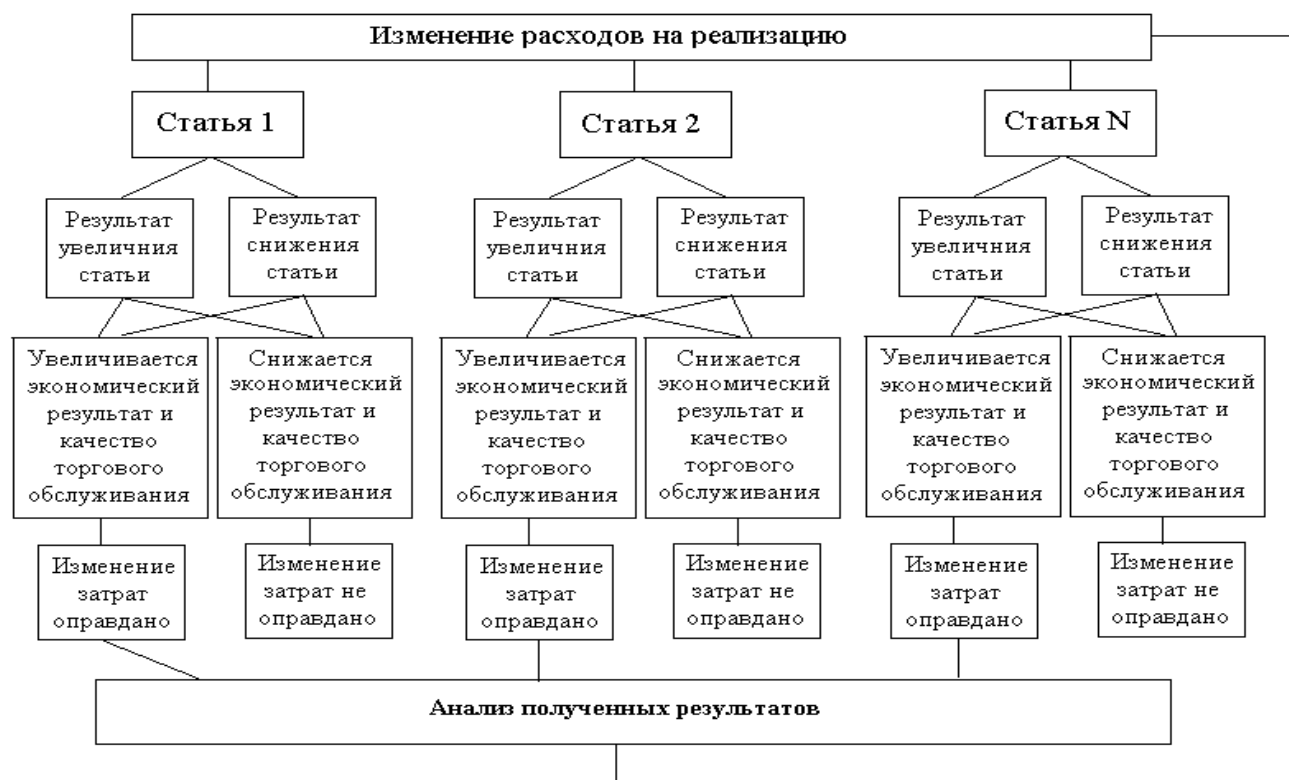 Изменение расходов на реализацию
Статья 1
Статья 2
Статья N
Результат
увеличния
статьи
Результат
снижения
статьи
Результат
увеличния
статьи
Результат
снижения
статьи
Результат
увеличния
статьи
Результат
снижения
статьи
Увеличивается
экономический
результат и
качество
торгового
обслуживания
Снижается
экономический
результат и
качество
торгового
обслуживания
Увеличивается
экономический
результат и
качество
торгового
обслуживания
Снижается
экономический
результат и
качество
торгового
обслуживания
Увеличивается
экономический
результат и
качество
торгового
обслуживания
Снижается
экономический
результат и
качество
торгового
обслуживания
Изменение
затрат
оправдано
Изменение
затрат не
оправдано
Изменение
затрат
оправдано
Изменение
затрат не
оправдано
Изменение
затрат
оправдано
Изменение
затрат не
оправдано
Анализ полученных результатов